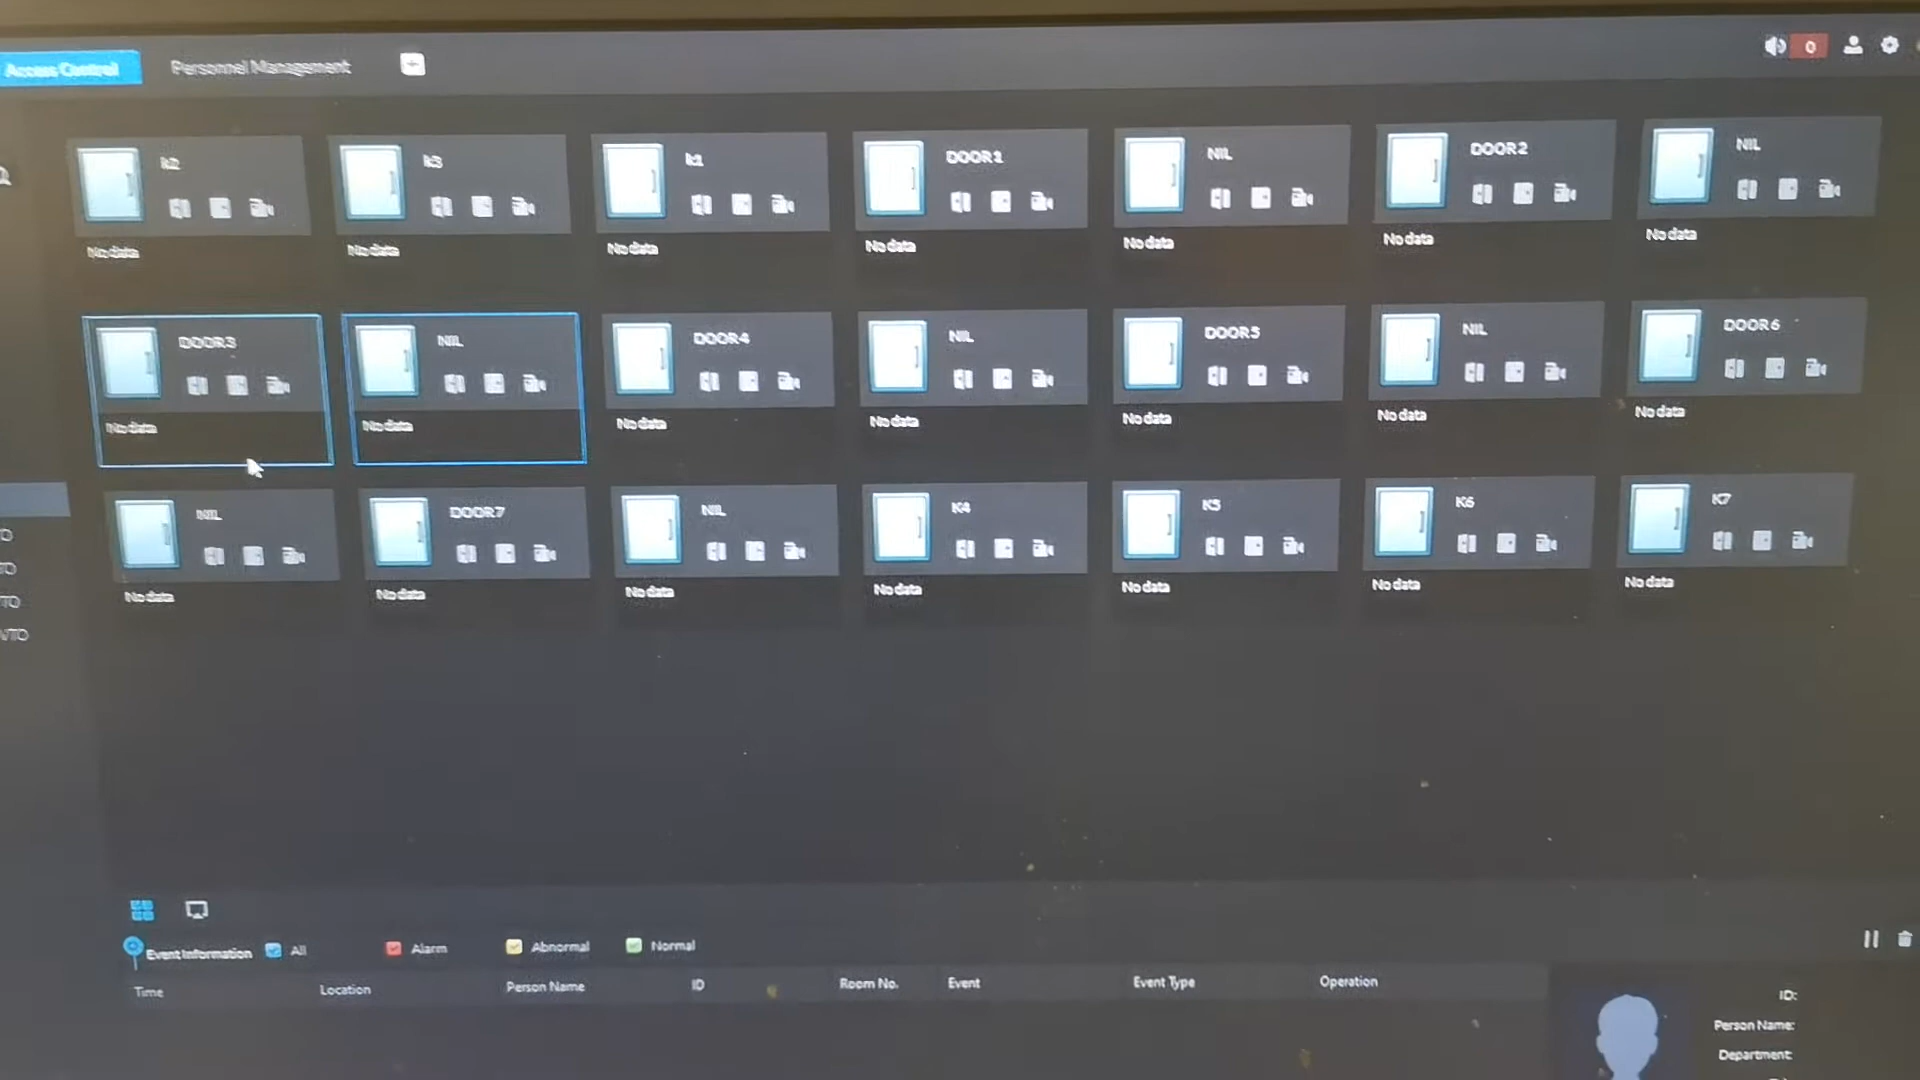 Access Control Personnel Management
0
k2 k3 k1 DOOR1 NIL DOOR2 NIL
No data No data No data No data No data No data No data
DOOR3 NIL DOOR4 NIL DOOR5 NIL DOOR6
No data No data No data No data No data No data No data
NIL DOOR7 NIL K4 K5 K6 K7
No data No data No data No data No data No data No data
TO
VTO
Event Information All Alarm Abnormal Normal
Time Location Person Name ID Room No. Event Event Type Operation
ID:
Person Name:
Department: